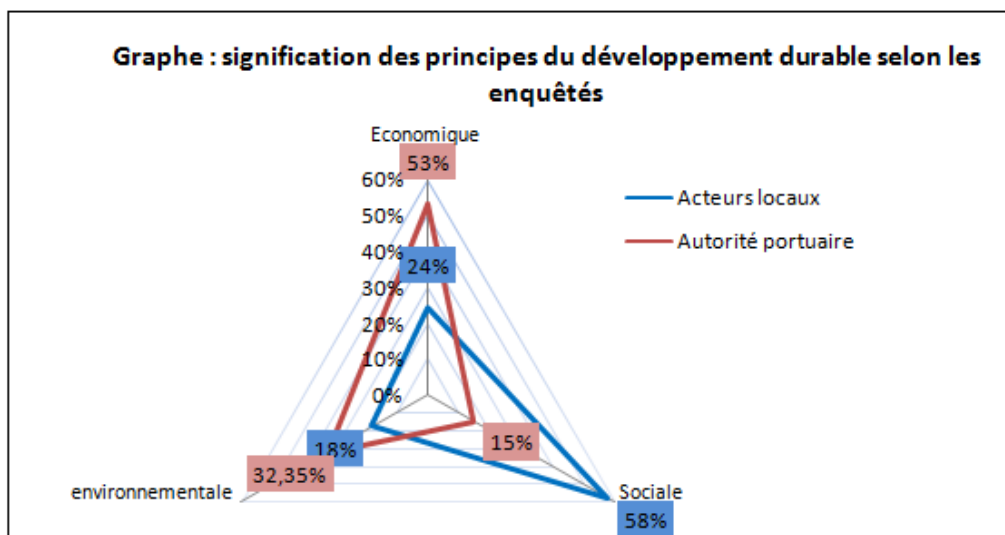 Graphe : signification des principes du développement durable selon les
enquêtés
Economique
53%
60%
50%
40%
30%
20%
10%
0%
24%
Acteurs locaux
Autorité portuaire
18%
15%
32,35%
environnementale
Sociale
58%